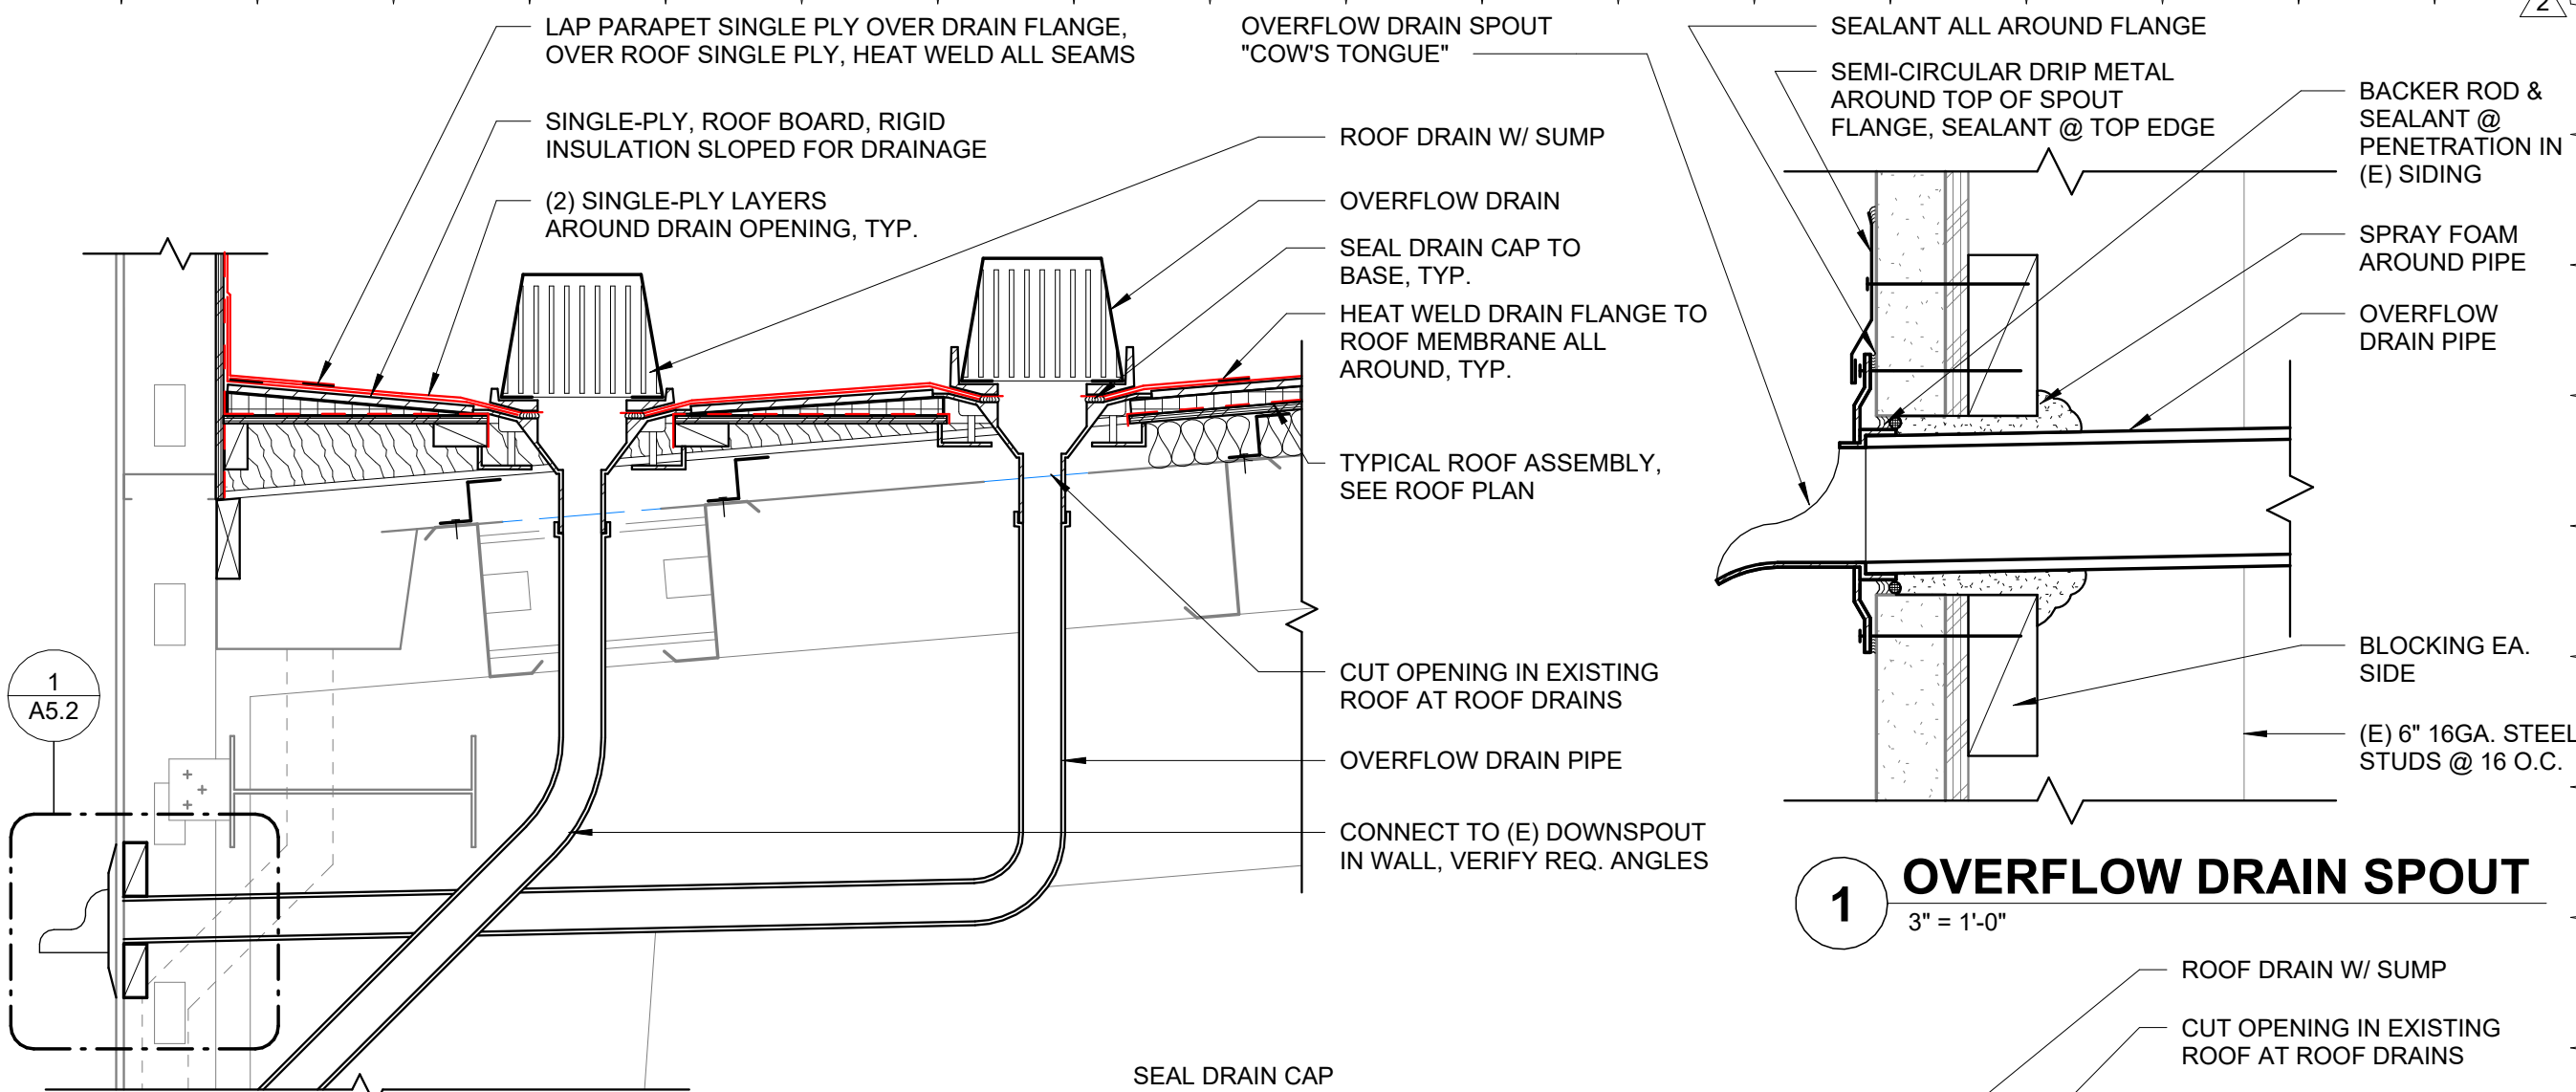 LAP PARAPET SINGLE PLY OVER DRAIN FLANGE,
OVER ROOF SINGLE PLY, HEAT WELD ALL SEAMS
SINGLE-PLY, ROOF BOARD, RIGID
INSULATION SLOPED FOR DRAINAGE
(2) SINGLE-PLY LAYERS
AROUND DRAIN OPENING, TYP.
OVERFLOW DRAIN SPOUT
"COW'S TONGUE"
ROOF DRAIN W/ SUMP
OVERFLOW DRAIN
SEAL DRAIN CAP TO
BASE, TYP.
HEAT WELD DRAIN FLANGE TO
ROOF MEMBRANE ALL
AROUND, TYP.
TYPICAL ROOF ASSEMBLY,
SEE ROOF PLAN
CUT OPENING IN EXISTING
ROOF AT ROOF DRAINS
OVERFLOW DRAIN PIPE
CONNECT TO (E) DOWNSPOUT
IN WALL, VERIFY REQ. ANGLES
1
A5.2
SEAL DRAIN CAP
2
SEALANT ALL AROUND FLANGE
SEMI-CIRCULAR DRIP METAL
AROUND TOP OF SPOUT
FLANGE, SEALANT @ TOP EDGE
BACKER ROD &
SEALANT @
PENETRATION IN
(E) SIDING
SPRAY FOAM
AROUND PIPE
OVERFLOW
DRAIN PIPE
BLOCKING EA.
SIDE
(E) 6" 16GA. STEEL
STUDS @ 16 O.C.
1
OVERFLOW DRAIN SPOUT
3" = 1'-0"
ROOF DRAIN W/ SUMP
CUT OPENING IN EXISTING
ROOF AT ROOF DRAINS